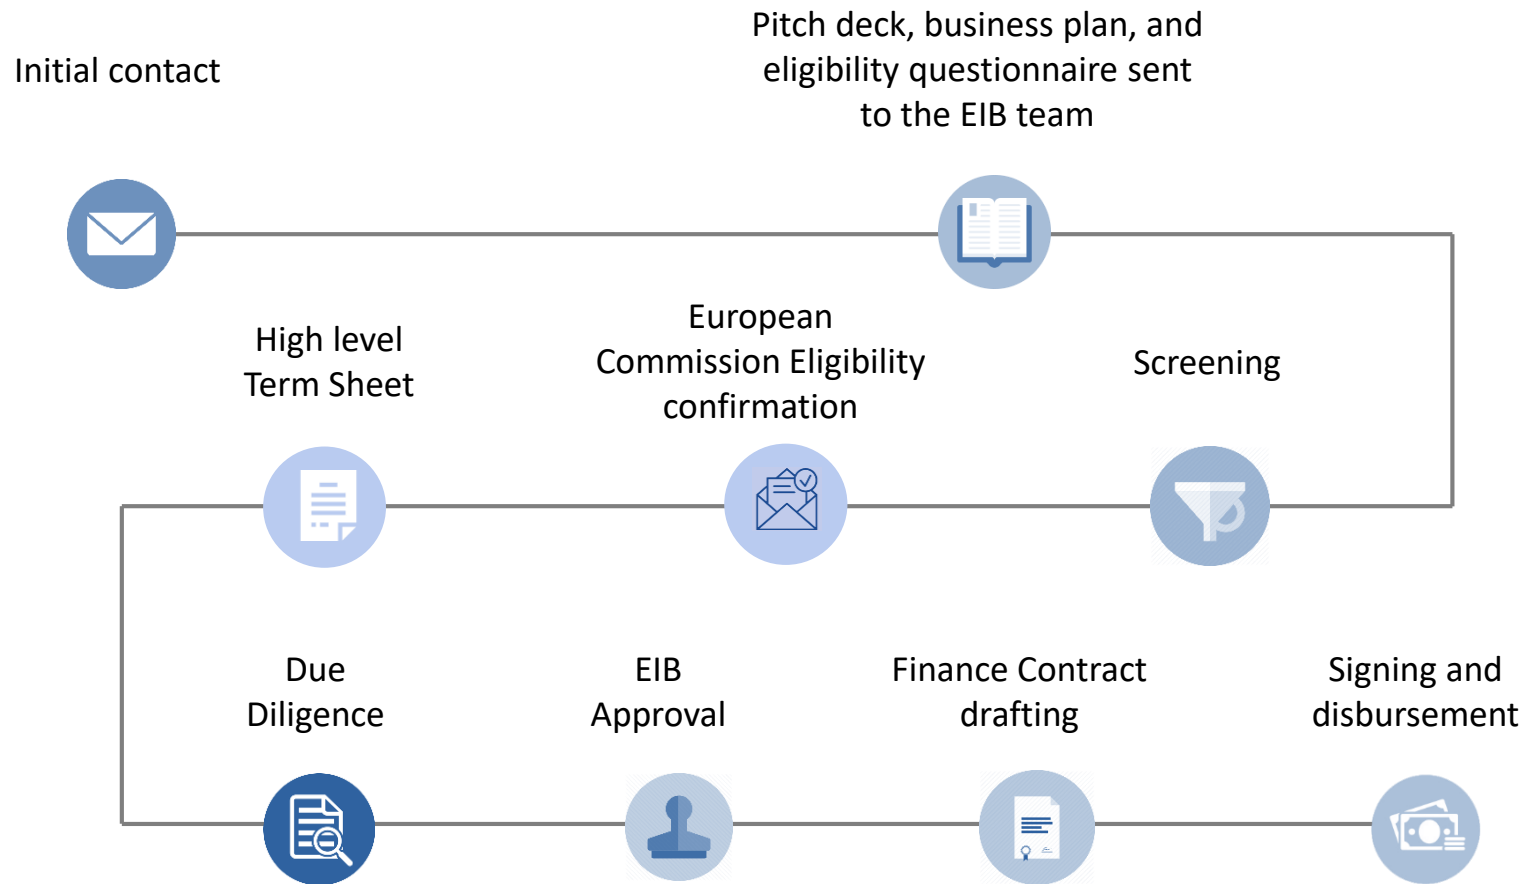 Initial contact
Pitch deck, business plan, and
eligibility questionnaire sent
to the EIB team
High level
Term Sheet
European
Commission Eligibility
confirmation
Screening
Due
Diligence
EIB
Approval
Finance Contract
drafting
Signing and
disbursement